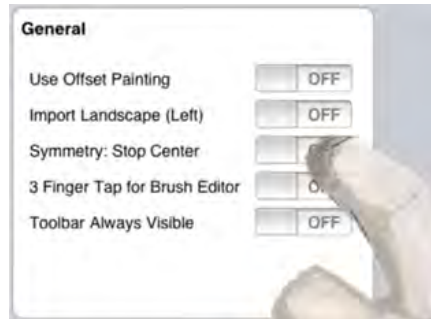 General
Use Offset Painting OFF
Import Landscape (Left) OFF
Symmetry: Stop Center
3 Finger Tap for Brush Editor
Toolbar Always Visible OFF